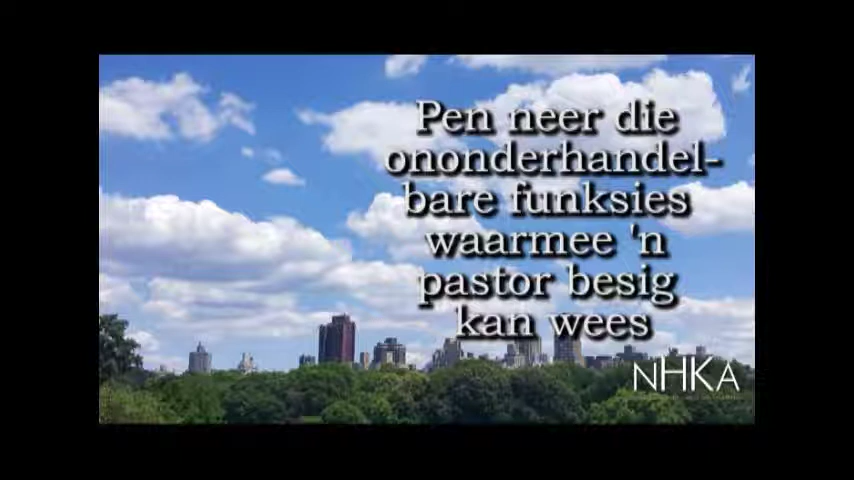 Pen neer die
ononderhandel-
bare funksies
waarmee 'n
pastor besig
kan wees
NHKA